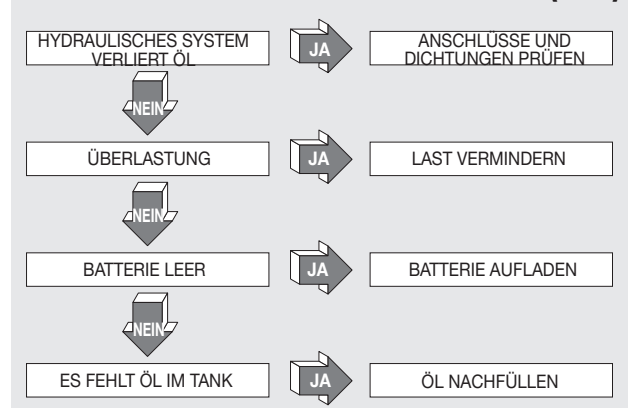 HYDRAULISCHES SYSTEM
VERLIERT ÖL
JA
ANSCHLÜSSE UND
DICHTUNGEN PRÜFEN
NEIN
ÜBERLASTUNG
JA
LAST VERMINDERN
NEIN
BATTERIE LEER
JA
BATTERIE AUFLADEN
NEIN
ES FEHLT ÖL IM TANK
JA
ÖL NACHFÜLLEN